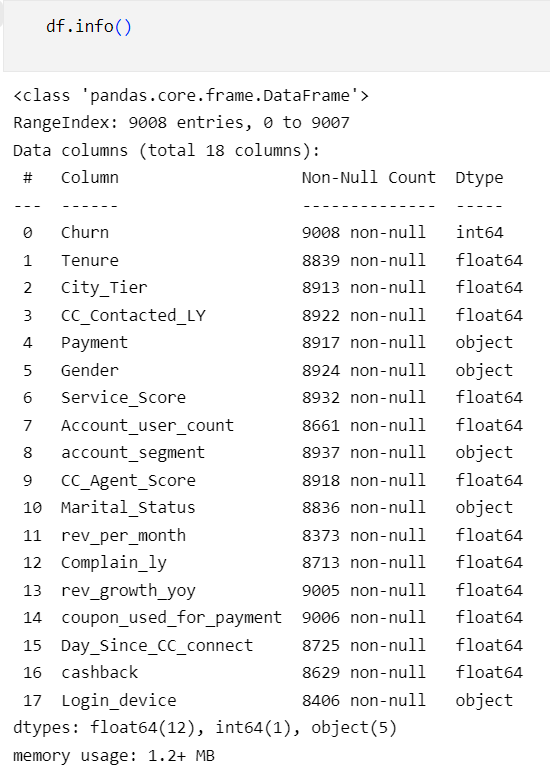 df.info()
<class 'pandas.core.frame.DataFrame'>
RangeIndex: 9008 entries, 0 to 9007
Data columns (total 18 columns):
 #   Column                   Non-Null Count  Dtype
---  ------                   --------------  -----
 0   Churn                    9008 non-null   int64
 1   Tenure                   8839 non-null   float64
 2   City_Tier                8913 non-null   float64
 3   CC_Contacted_LY          8922 non-null   float64
 4   Payment                  8917 non-null   object
 5   Gender                   8924 non-null   object
 6   Service_Score            8932 non-null   float64
 7   Account_user_count       8661 non-null   float64
 8   account_segment          8937 non-null   object
 9   CC_Agent_Score           8918 non-null   float64
 10  Marital_Status           8836 non-null   object
 11  rev_per_month            8373 non-null   float64
 12  Complain_ly              8713 non-null   float64
 13  rev_growth_yoy           9005 non-null   float64
 14  coupon_used_for_payment  9006 non-null   float64
 15  Day_Since_CC_connect     8725 non-null   float64
 16  cashback                 8629 non-null   float64
 17  Login_device             8406 non-null   object
dtypes: float64(12), int64(1), object(5)
memory usage: 1.2+ MB